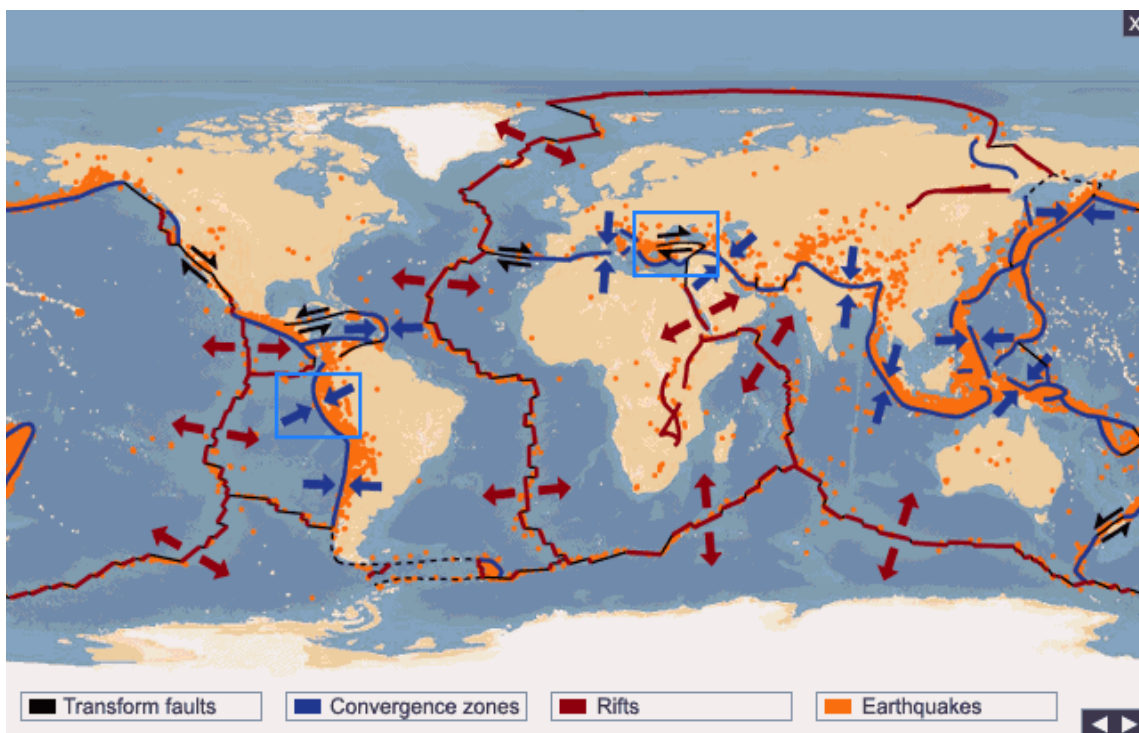 X
Transform faults
Convergence zones
Rifts
Earthquakes